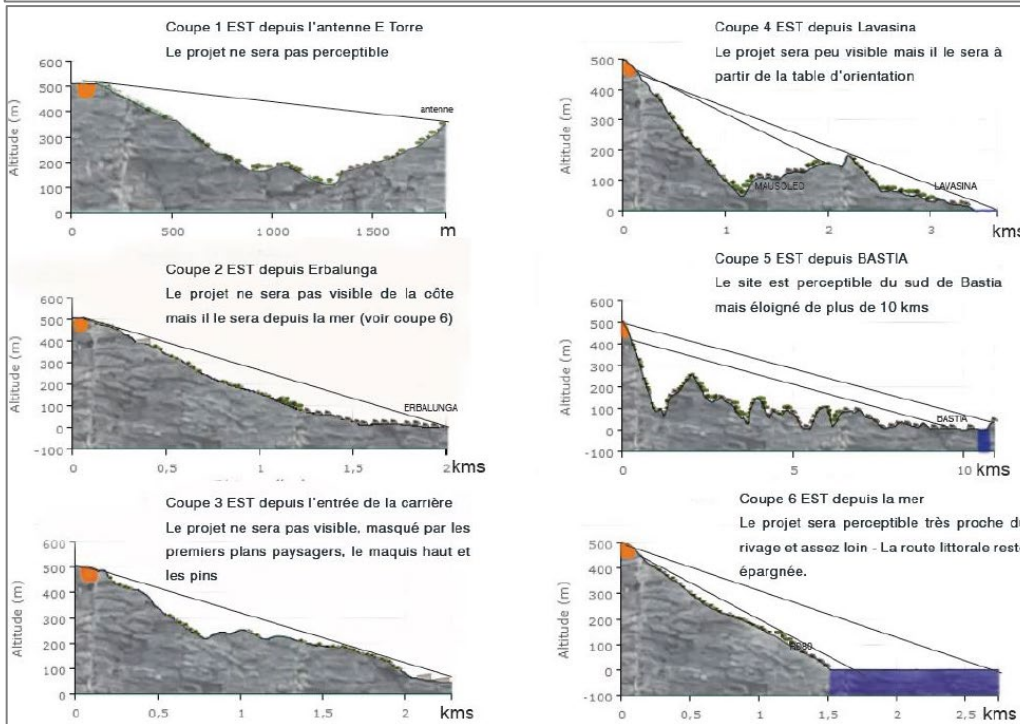 Coupe 1 EST depuis l'antenne E Torre
Le projet ne sera pas perceptible
Altitude (m)
600
500
400
300
200
100
0
antenne
0
500
1 000
1 500
m
Coupe 2 EST depuis Erbalunga
Le projet ne sera pas visible de la côte
mais il le sera depuis la mer (voir coupe 6)
Altitude (m)
600
500
400
300
200
100
0
-100
ERBALUNGA
0
0,5
1
1,5
2
kms
Coupe 3 EST depuis l'entrée de la carrière
Le projet ne sera pas visible, masqué par les
premiers plans paysagers, le maquis haut et
les pins
Altitude (m)
600
500
400
300
200
100
0
0
0,5
1
1,5
2
kms
Coupe 4 EST depuis Lavasina
Le projet sera peu visible mais il le sera à
partir de la table d'orientation
Altitude (m)
500
400
300
200
100
0
MAUSOLEO
LAVASINA
0
1
2
3
kms
Coupe 5 EST depuis BASTIA
Le site est perceptible du sud de Bastia
mais éloigné de plus de 10 kms
Altitude (m)
600
500
400
300
200
100
0
-100
BASTIA
0
5
10
kms
Coupe 6 EST depuis la mer
Le projet sera perceptible très proche du
rivage et assez loin - La route littorale reste
épargnée.
Altitude (m)
500
400
300
200
100
0
-100
0
0,5
1
1,5
2
2,5
kms